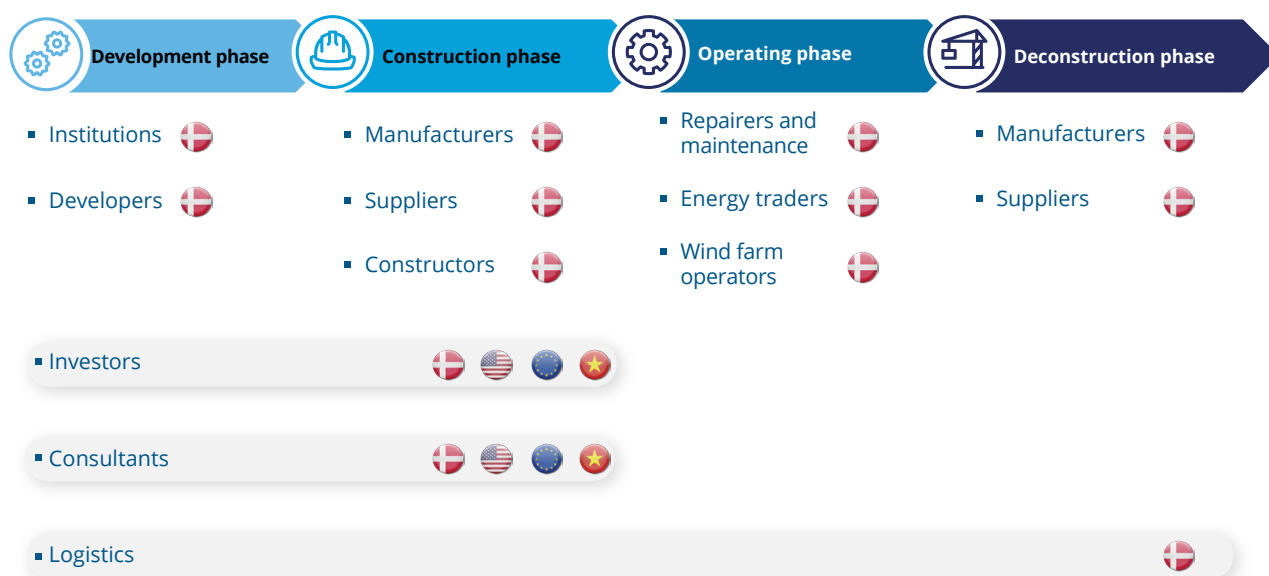 Development phase
Construction phase
Operating phase
Deconstruction phase
Institutions
Developers
Manufacturers
Suppliers
Constructors
Repairers and
maintenance
Energy traders
Wind farm
operators
Manufacturers
Suppliers
Investors
Consultants
Logistics